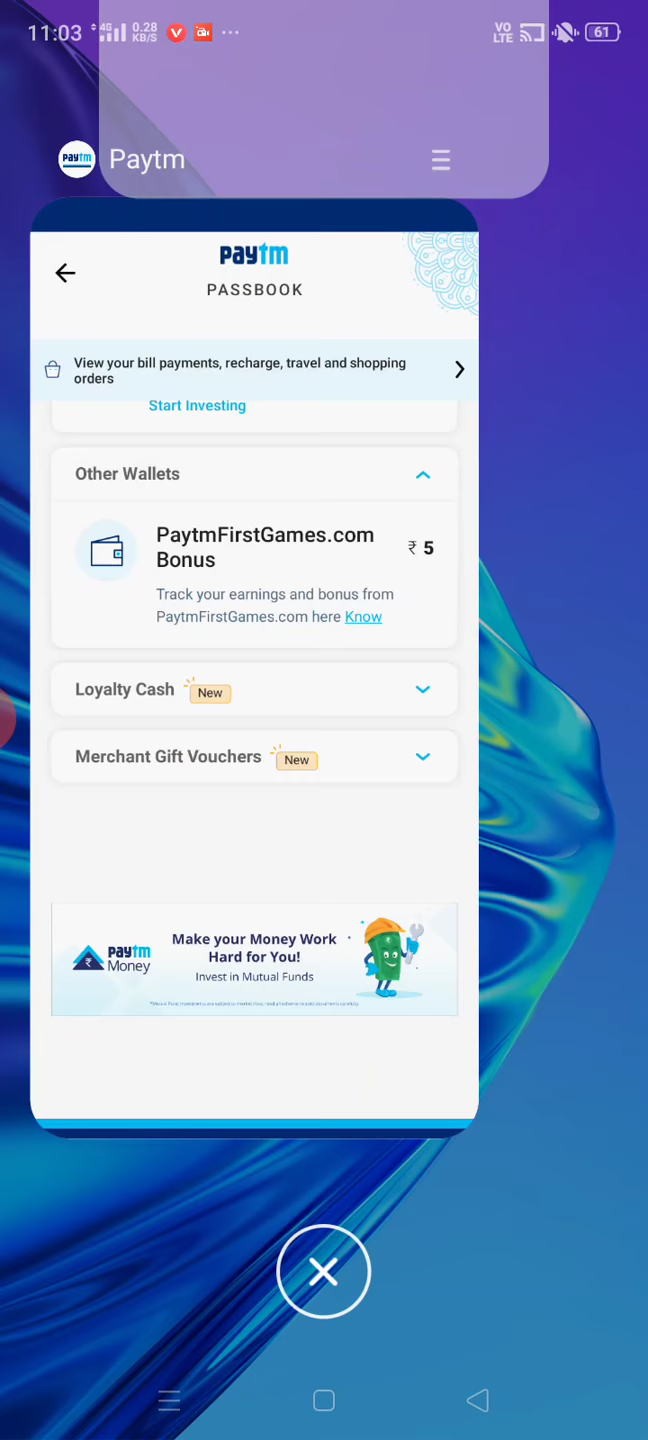 11:03 4G 0.28 KB/S VO LTE 61
paytm Paytm
paytm
PASSBOOK
View your bill payments, recharge, travel and shopping
orders
Start Investing
Other Wallets
PaytmFirstGames.com
Bonus
₹ 5
Track your earnings and bonus from
PaytmFirstGames.com here Know
Loyalty Cash New
Merchant Gift Vouchers New
paytm
Money
Make your Money Work
Hard for You!
Invest in Mutual Funds